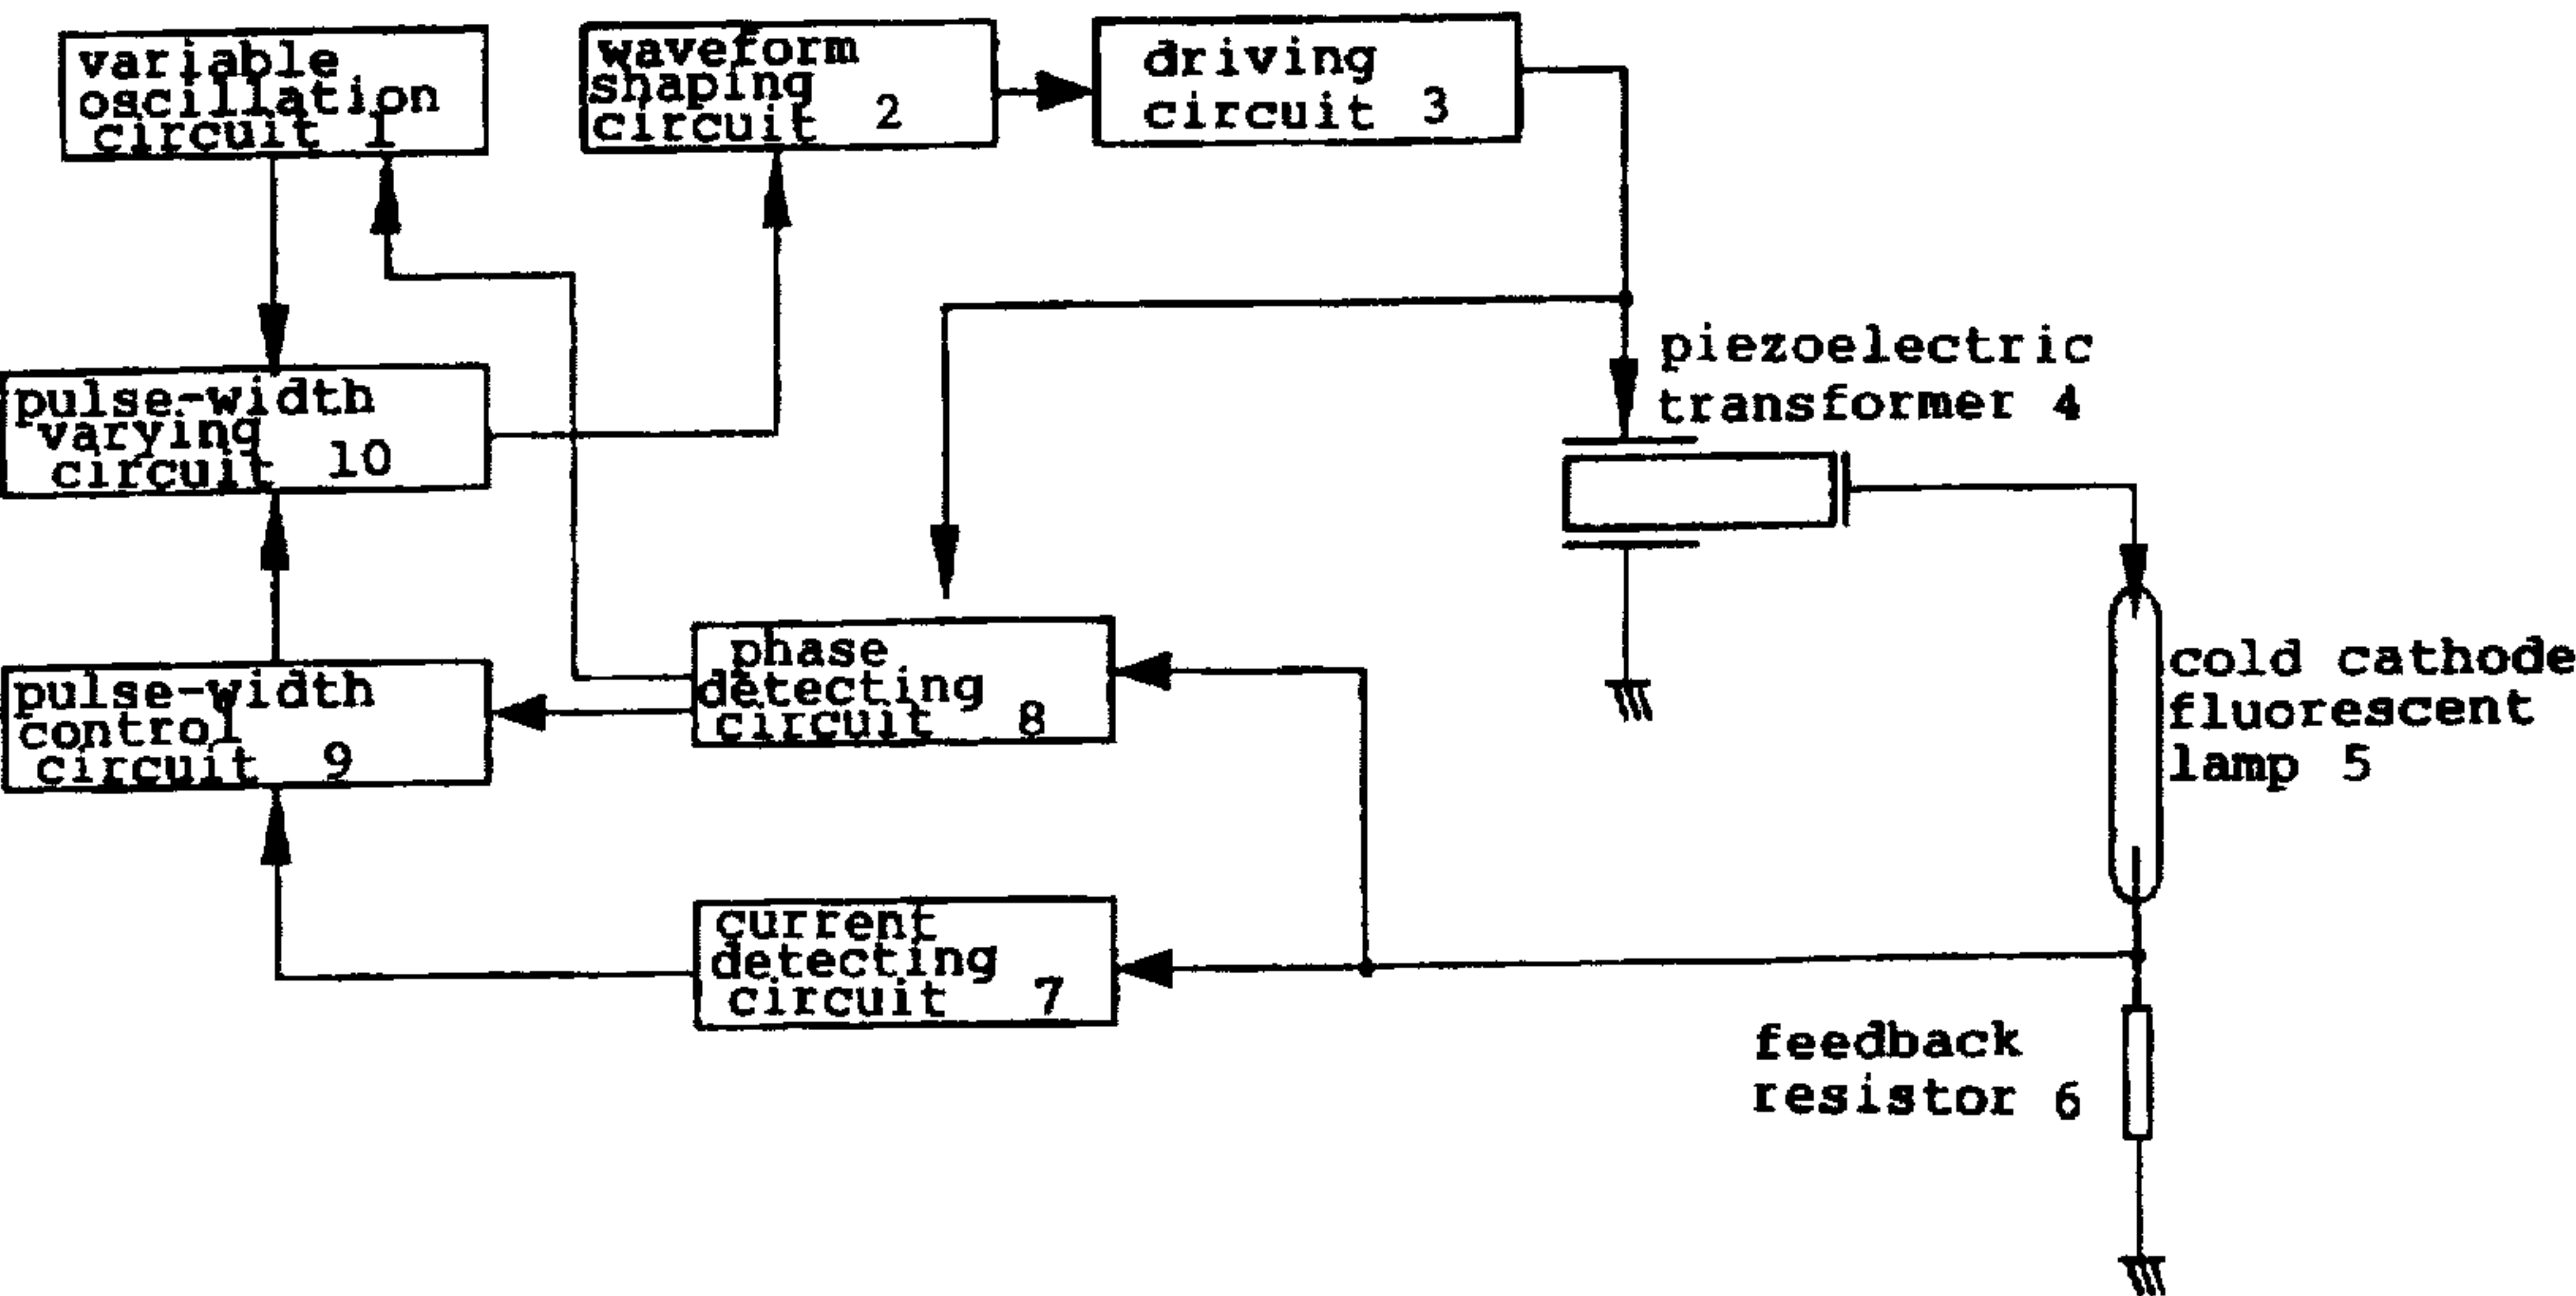 variable
oscillation
circuit 1
waveform
shaping
circuit 2
driving
circuit 3
piezoelectric
transformer 4
pulse-width
varying
circuit 10
cold cathode
fluorescent
lamp 5
phase
detecting
circuit 8
pulse-width
control
circuit 9
current
detecting
circuit 7
feedback
resistor 6